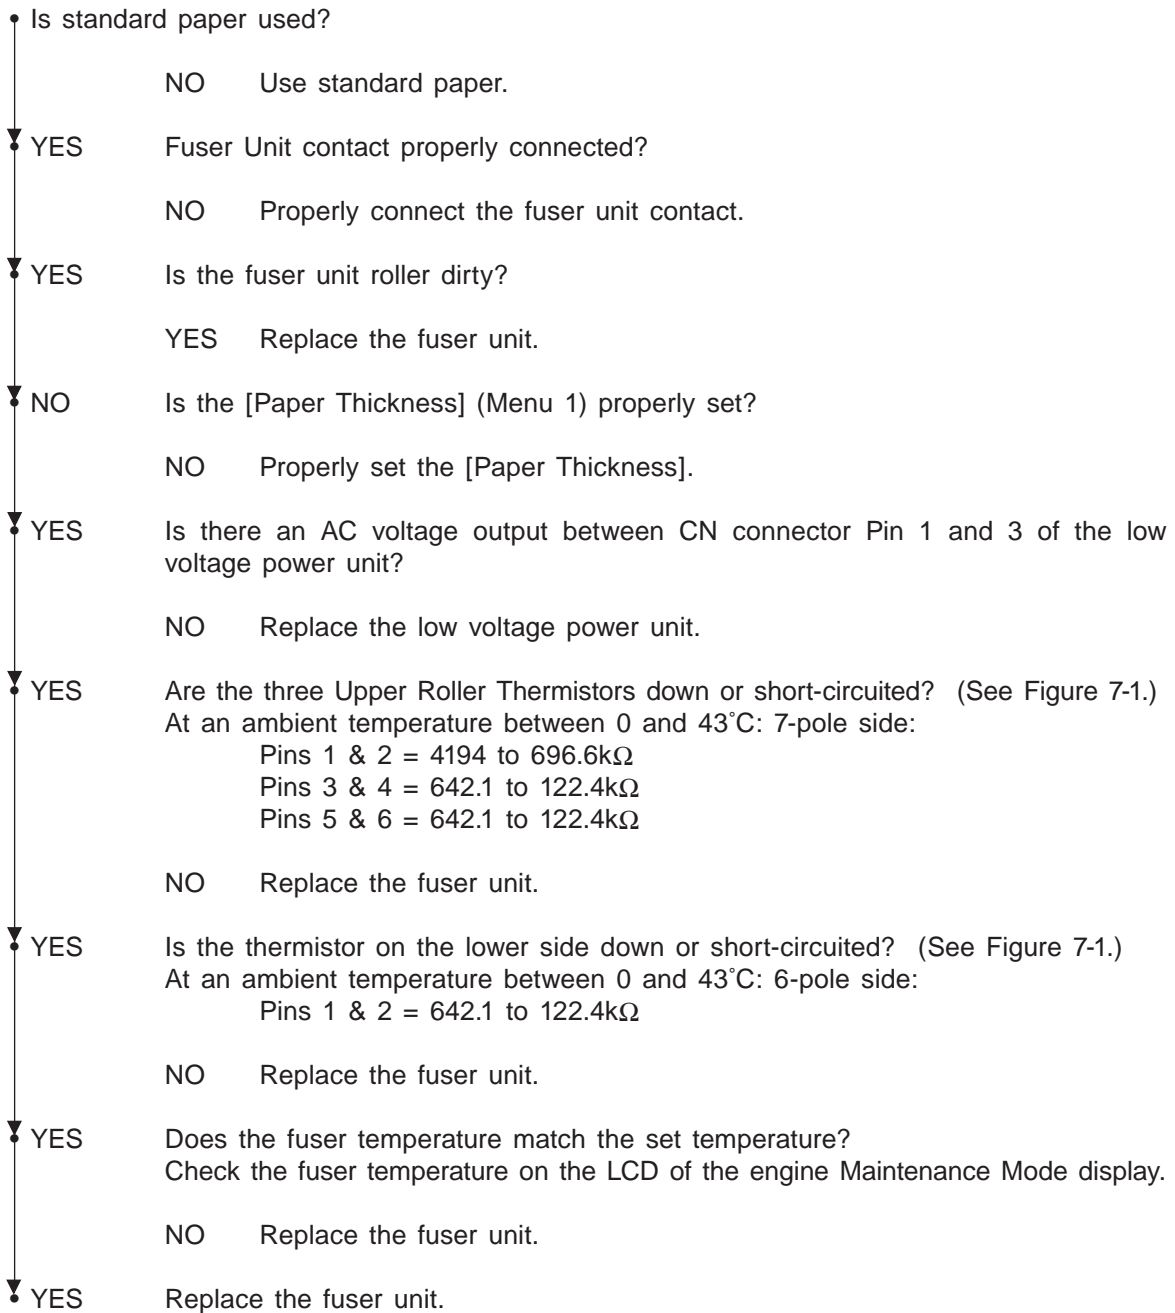 Is standard paper used?
NO Use standard paper.
YES Fuser Unit contact properly connected?
NO Properly connect the fuser unit contact.
YES Is the fuser unit roller dirty?
YES Replace the fuser unit.
NO Is the [Paper Thickness] (Menu 1) properly set?
NO Properly set the [Paper Thickness].
YES Is there an AC voltage output between CN connector Pin 1 and 3 of the low
voltage power unit?
NO Replace the low voltage power unit.
YES Are the three Upper Roller Thermistors down or short-circuited? (See Figure 7-1.)
At an ambient temperature between 0 and 43°C: 7-pole side:
Pins 1 & 2 = 4194 to 696.6kΩ
Pins 3 & 4 = 642.1 to 122.4kΩ
Pins 5 & 6 = 642.1 to 122.4kΩ
NO Replace the fuser unit.
YES Is the thermistor on the lower side down or short-circuited? (See Figure 7-1.)
At an ambient temperature between 0 and 43°C: 6-pole side:
Pins 1 & 2 = 642.1 to 122.4kΩ
NO Replace the fuser unit.
YES Does the fuser temperature match the set temperature?
Check the fuser temperature on the LCD of the engine Maintenance Mode display.
NO Replace the fuser unit.
YES Replace the fuser unit.